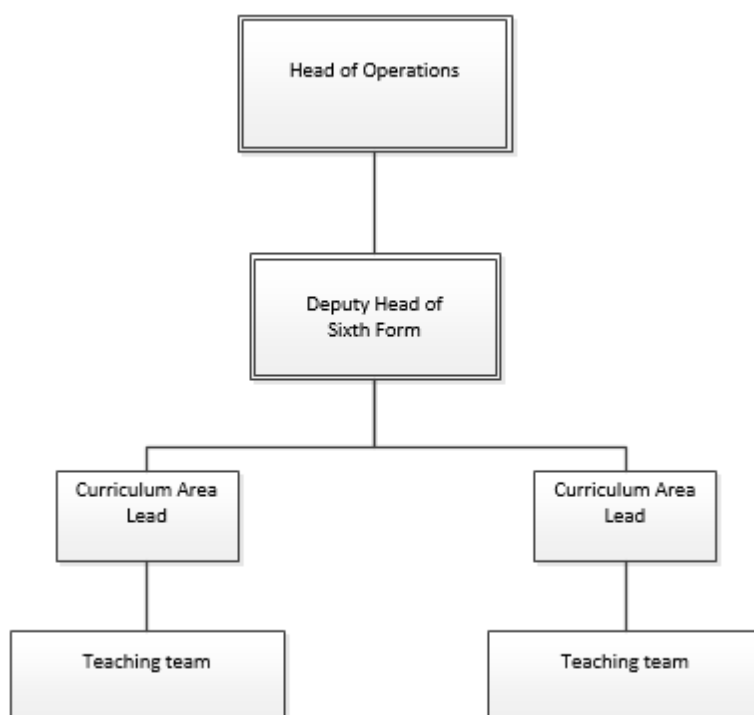 Head of Operations
Deputy Head of
Sixth Form
Curriculum Area
Lead
Curriculum Area
Lead
Teaching team
Teaching team